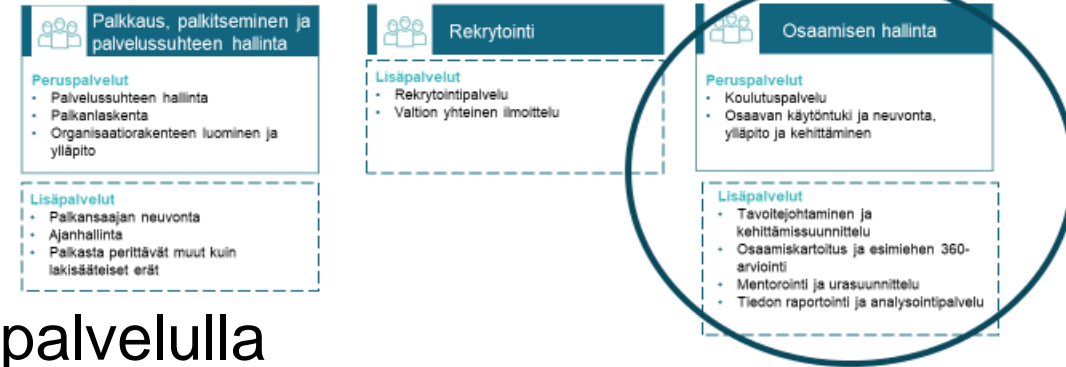 Palkkaus, palkitseminen ja
palvelussuhteen hallinta
Peruspalvelut
• Palvelussuhteen hallinta
• Palkanlaskenta
• Organisaatiorakenteen luominen ja
ylläpito
Lisäpalvelut
• Palkansaajan neuvonta
• Ajanhallinta
• Palkasta perittävät muut kuin
lakisääteiset erät
Rekrytointi
Lisäpalvelut
• Rekrytointipalvelu
• Valtion yhteinen ilmoittelu
Osaamisen hallinta
Peruspalvelut
• Koulutuspalvelu
• Osaavan käytöntuki ja neuvonta,
ylläpito ja kehittäminen
Lisäpalvelut
• Tavoitejohtaminen ja
kehittämissuunnittelu
• Osaamiskartoitus ja esimiehen 360-
arviointi
• Mentorointi ja urasuunnittelu
• Tiedon raportointi ja analysointipalvelu
palvelulla